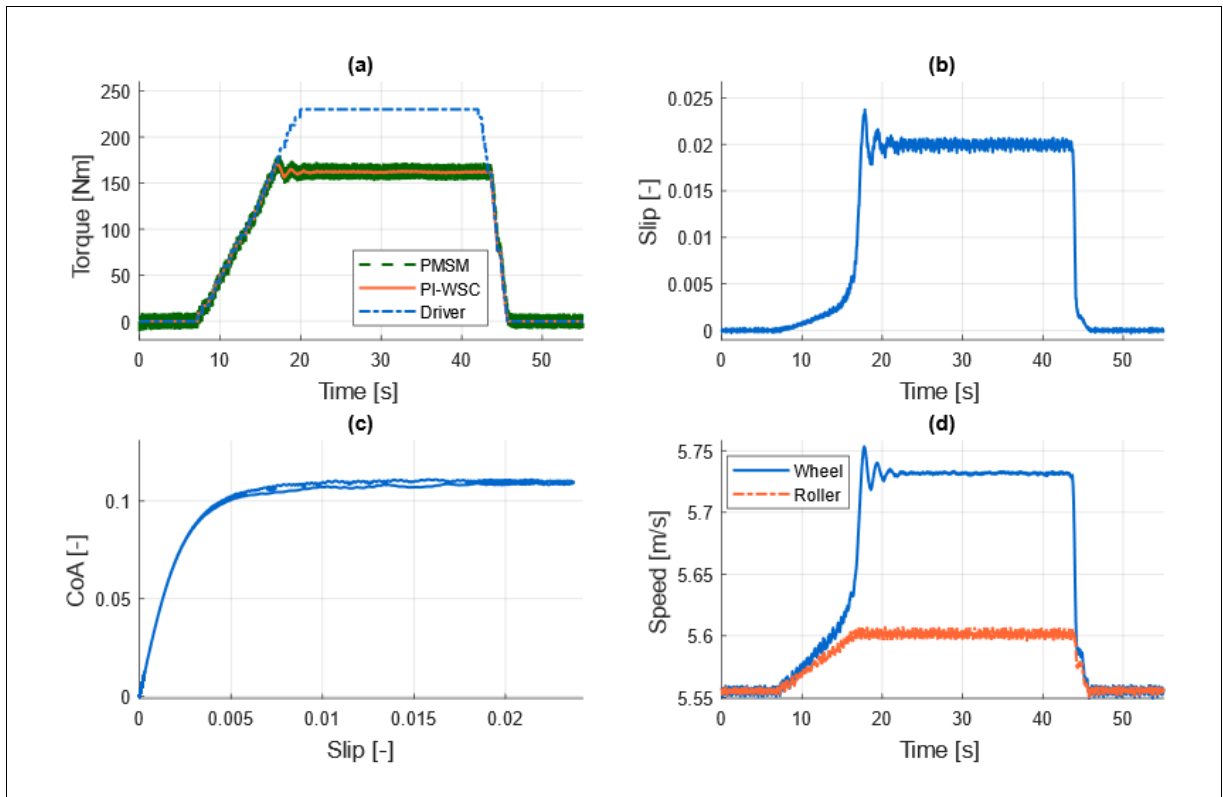 (a)
250
200
150
100
50
0
Torque [Nm]
PMSM
PI-WSC
Driver
0 10 20 30 40 50
Time [s]
(b)
0.025
0.02
0.015
0.01
0.005
0
Slip [-]
0 10 20 30 40 50
Time [s]
(c)
0.1
0.05
0
CoA [-]
0 0.005 0.01 0.015 0.02
Slip [-]
(d)
5.75
5.7
5.65
5.6
5.55
Speed [m/s]
Wheel
Roller
0 10 20 30 40 50
Time [s]